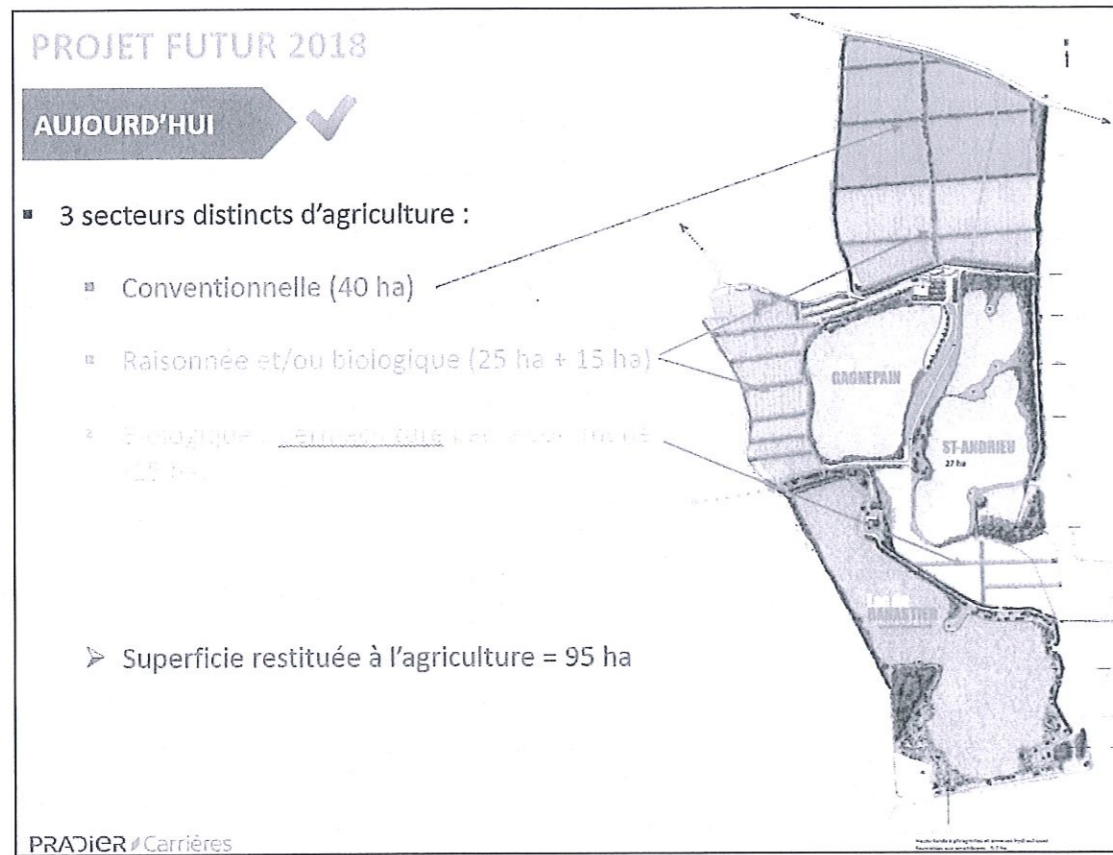 PROJET FUTUR 2018
AUJOURD'HUI
3 secteurs distincts d'agriculture :
Conventionnelle (40 ha)
Raisonnée et/ou biologique (25 ha + 15 ha)
Biologique
GAGNEPAIN
ST-ANDRIEU
27 ha
Superficie restituée à l'agriculture = 95 ha
PRADIER Carrières